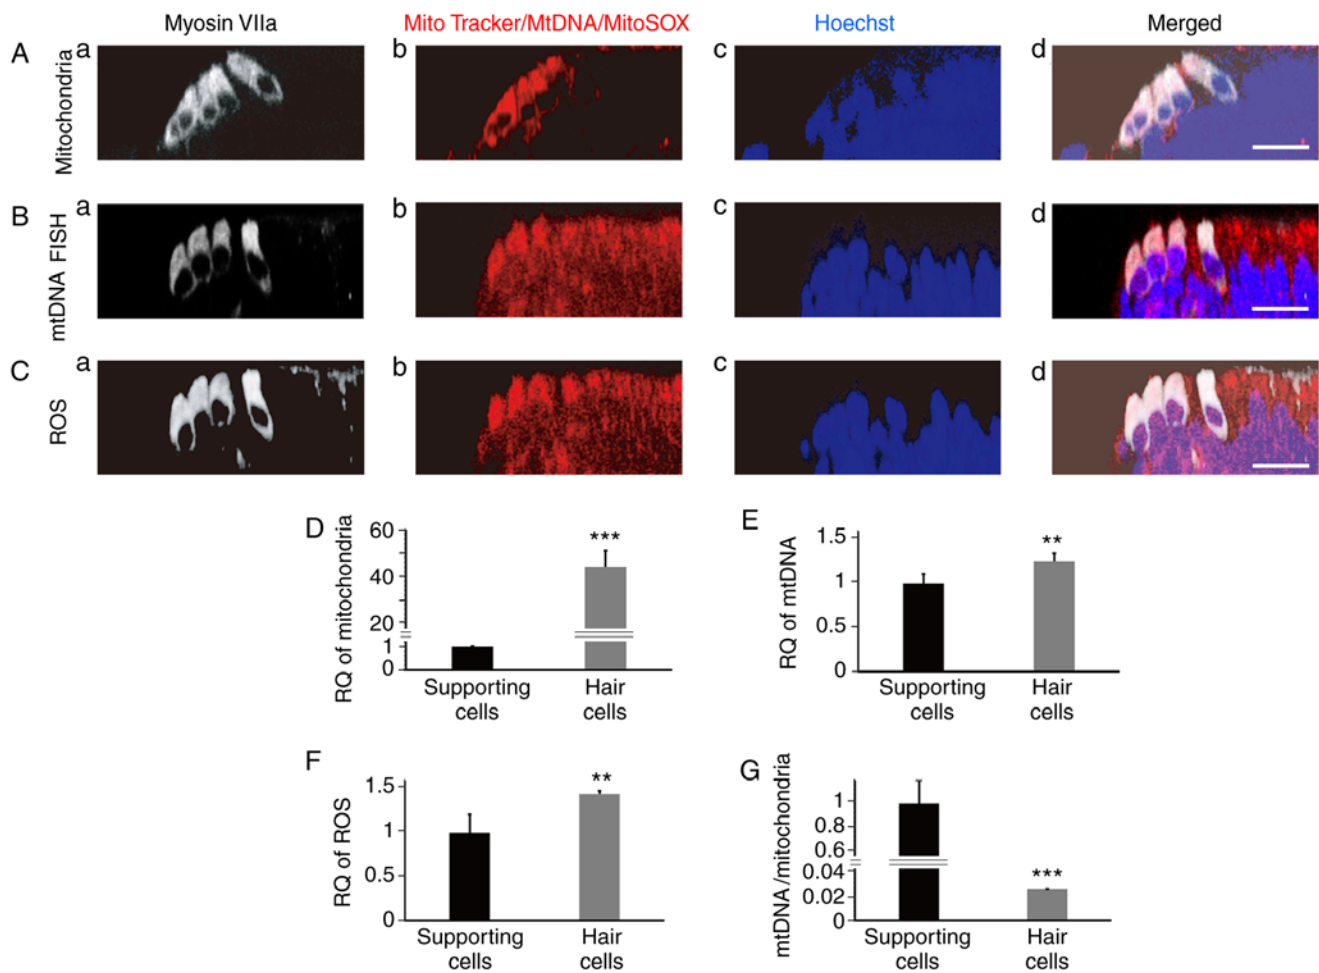 Myosin VIIa
Mito Tracker/MtDNA/MitoSOX
Hoechst
Merged
A
Mitochondria
a
b
c
d
B
mtDNA FISH
a
b
c
d
C
ROS
a
b
c
d
D
RQ of mitochondria
60
40
20
1
0
***
Supporting
cells
Hair
cells
E
RQ of mtDNA
1.5
1
0.5
0
**
Supporting
cells
Hair
cells
F
RQ of ROS
1.5
1
0.5
0
**
Supporting
cells
Hair
cells
G
mtDNA/mitochondria
1
0.8
0.6
0.04
0.02
0
***
Supporting
cells
Hair
cells